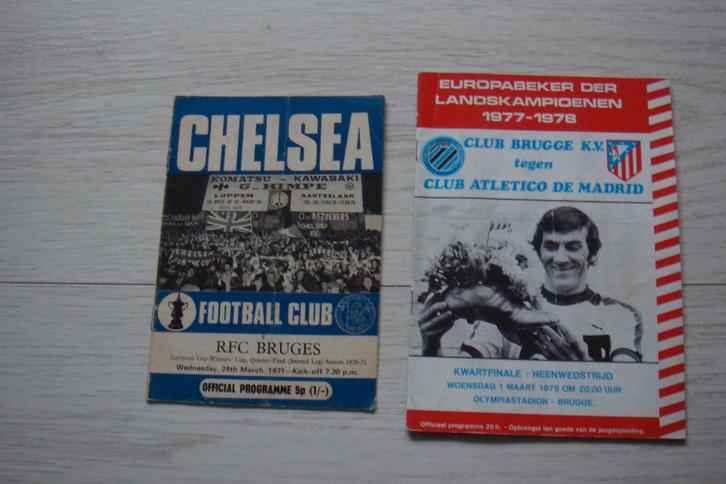 CHELSEA
KOMATSU - KAWASAKI
G. HIMPE
LOPPEM
AARTSELAAR
FOOTBALL CLUB
v
RFC BRUGES
European Cup-Winners' Cup, Quarter-Final (Second Leg) Season 1970-71
Wednesday, 24th March, 1971—Kick-off 7.30 p.m.
OFFICIAL PROGRAMME 5p (1/-)
EUROPABEKER DER
LANDSKAMPIOENEN
1977-1978
CLUB BRUGGE K.V.
tegen
CLUB ATLETICO DE MADRID
KWARTFINALE - HEENWEDSTRIJD
WOENSDAG 1 MAART 1978 OM 20.00 UUR
OLYMPIASTADION - BRUGGE.
Officieel programma 20 fr. - Opbrengst ten goede van de jeugdopleiding.